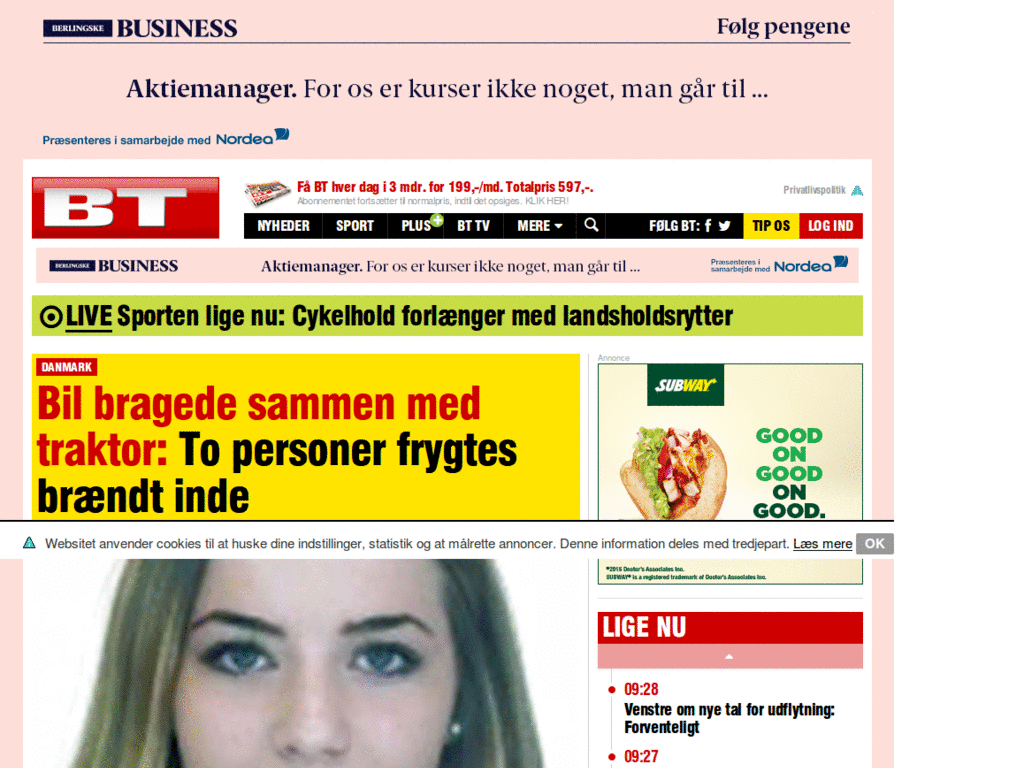 BERLINGSKE BUSINESS
Følg pengene
Aktiemanager. For os er kurser ikke noget, man går til ...
Præsenteres i samarbejde med Nordea
BT
Få BT hver dag i 3 mdr. for 199,-/md. Totalpris 597,-.
Abonnementet fortsætter til normalpris, indtil det opsiges. KLIK HER!
Privatlivspolitik
NYHEDER SPORT PLUS+ BT TV MERE FØLG BT: TIP OS LOG IND
BERLINGSKE BUSINESS
Aktiemanager. For os er kurser ikke noget, man går til ...
Præsenteres i
samarbejde med Nordea
LIVE Sporten lige nu: Cykelhold forlænger med landsholdsrytter
DANMARK
Bil bragede sammen med
traktor: To personer frygtes
brændt inde
Annonce
SUBWAY
GOOD
ON
GOOD
ON
GOOD.
Websitet anvender cookies til at huske dine indstillinger, statistik og at målrette annoncer. Denne information deles med tredjepart. Læs mere OK
©2015 Doctor's Associates Inc.
SUBWAY® is a registered trademark of Doctor's Associates Inc.
LIGE NU
09:28
Venstre om nye tal for udflytning:
Forventeligt
09:27